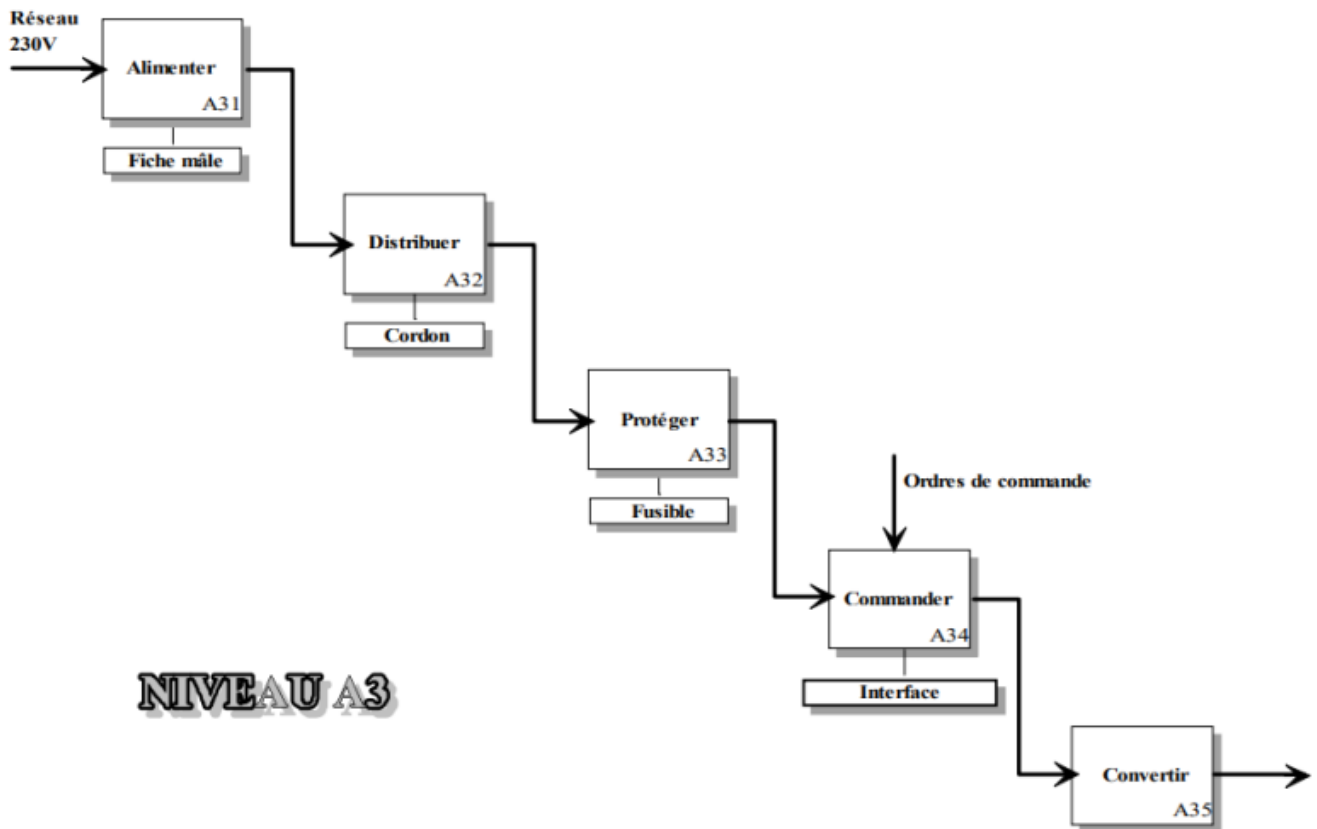 Réseau
230V
Alimenter
A31
Fiche mâle
Distribuer
A32
Cordon
Protéger
A33
Fusible
Ordres de commande
Commander
A34
Interface
NIVEAU A3
Convertir
A35